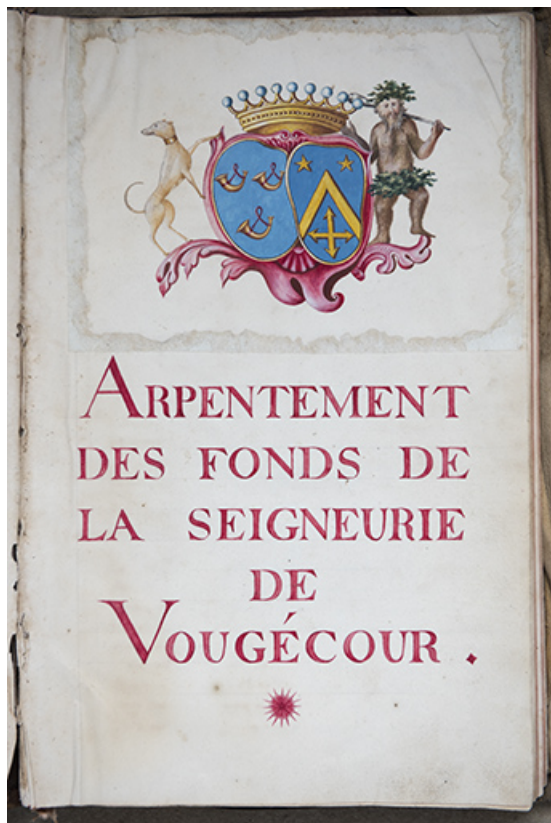 ARPENTEMENT
DES FONDS DE
LA SEIGNEURIE
DE
VOUGÉCOUR.